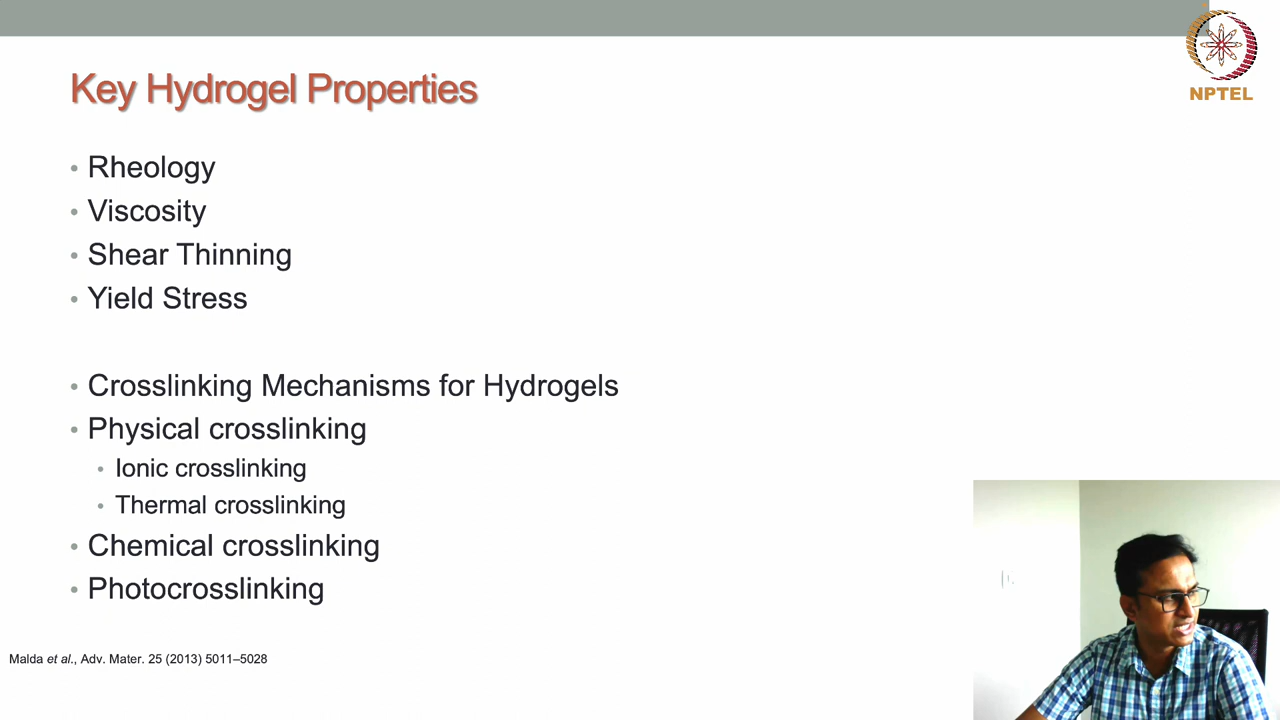 NPTEL
Key Hydrogel Properties
• Rheology
• Viscosity
• Shear Thinning
• Yield Stress
• Crosslinking Mechanisms for Hydrogels
• Physical crosslinking
• Ionic crosslinking
• Thermal crosslinking
• Chemical crosslinking
• Photocrosslinking
Malda et al., Adv. Mater. 25 (2013) 5011–5028